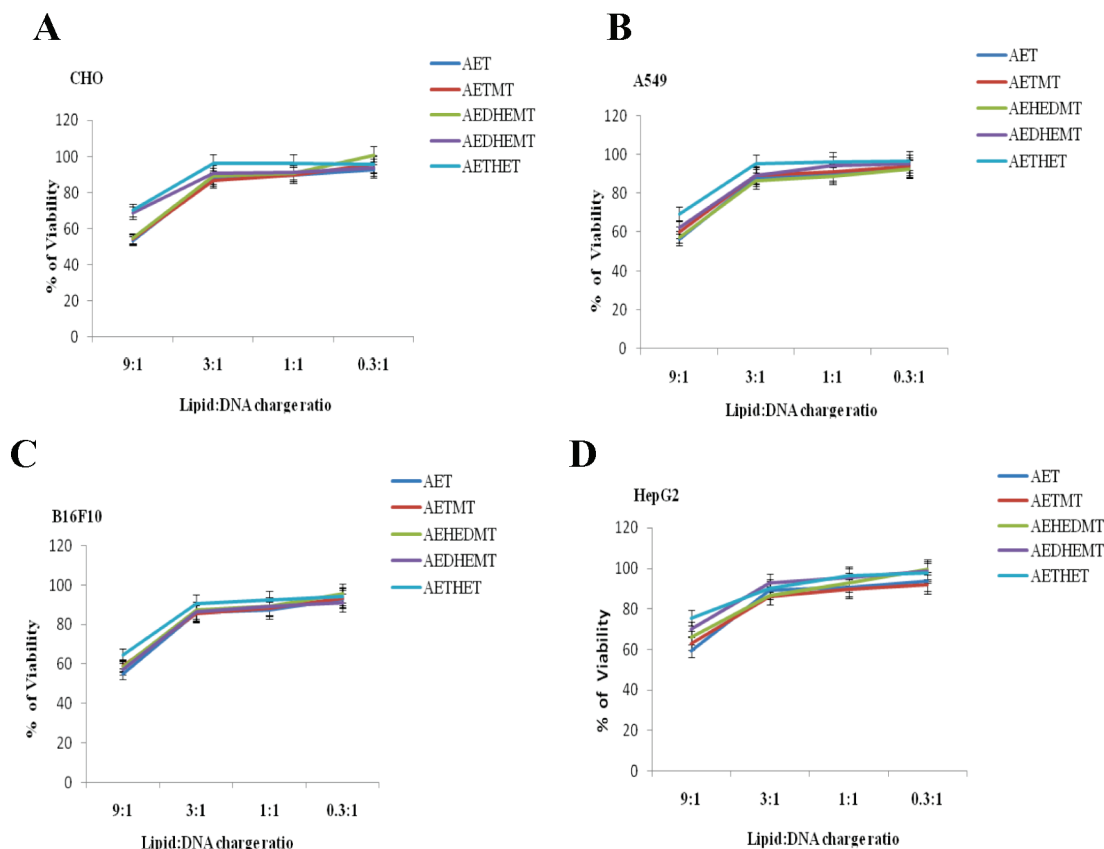 A
CHO
AET
AETMT
AEDHEMT
AEDHEMT
AETHET
% of Viability
120
100
80
60
40
20
0
9:1
3:1
1:1
0.3:1
Lipid:DNA charge ratio
B
A549
AET
AETMT
AEHEDMT
AEDHEMT
AETHET
% of Viability
120
100
80
60
40
20
0
9:1
3:1
1:1
0.3:1
Lipid:DNA charge ratio
C
B16F10
AET
AETMT
AEHEDMT
AEDHEMT
AETHET
% of Viability
120
100
80
60
40
20
0
9:1
3:1
1:1
0.3:1
Lipid:DNA charge ratio
D
HepG2
AET
AETMT
AEHEDMT
AEDHEMT
AETHET
% of Viability
120
100
80
60
40
20
0
9:1
3:1
1:1
0.3:1
Lipid:DNA charge ratio